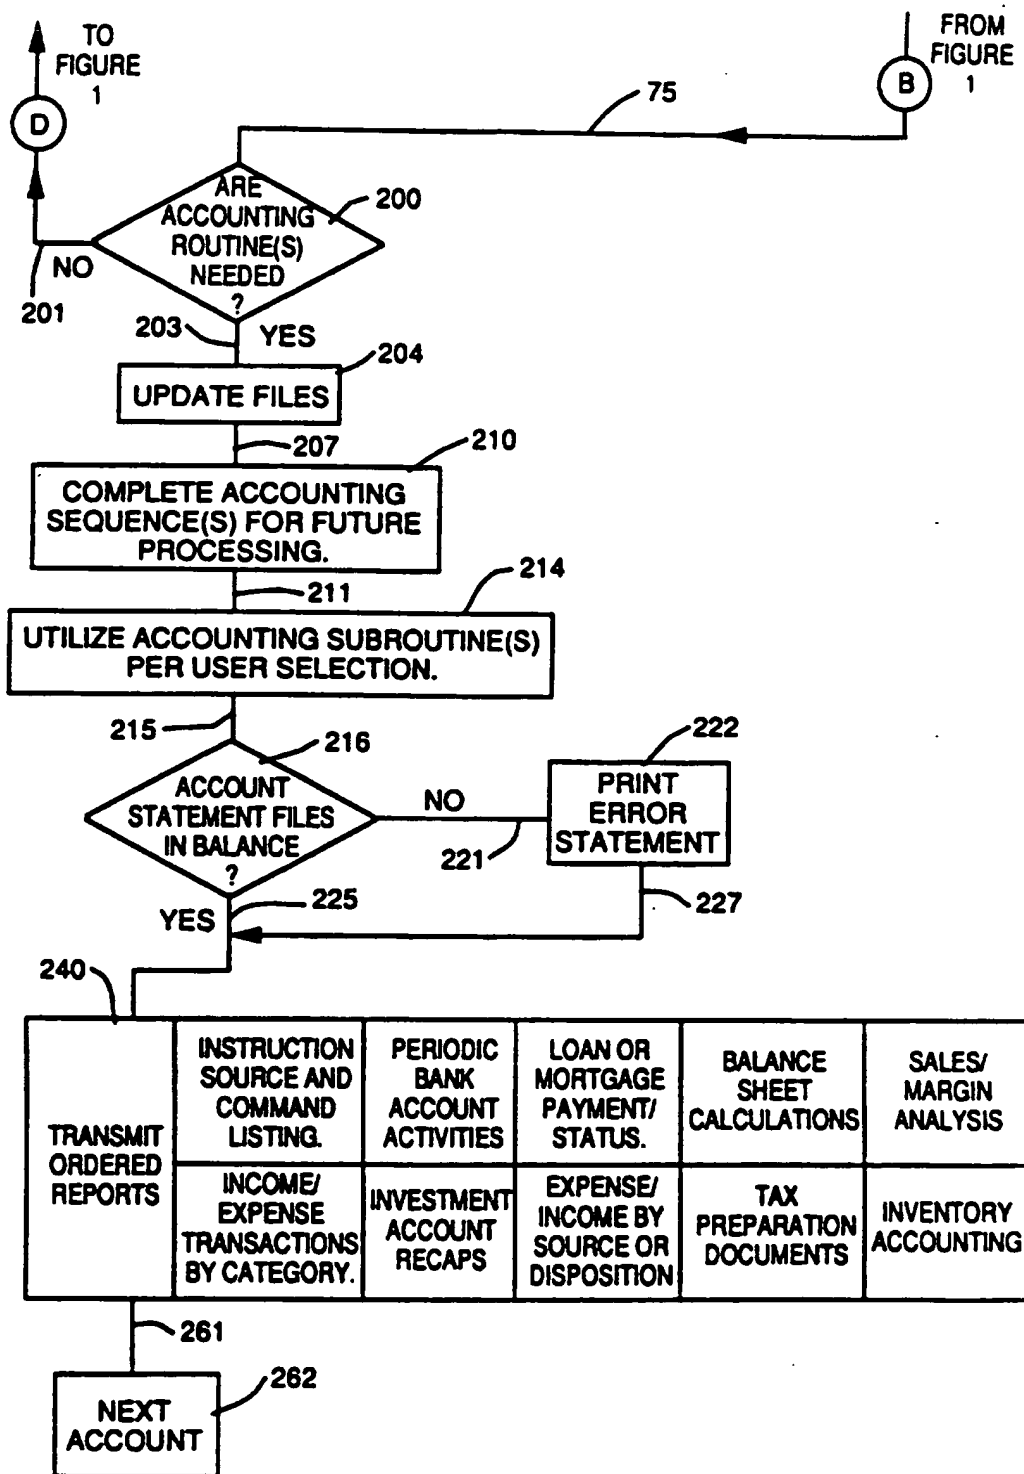 TO
FIGURE
1
D
FROM
FIGURE
1
B
75
ARE
ACCOUNTING
ROUTINE(S)
NEEDED
?
200
NO
201
203
YES
204
UPDATE FILES
207
210
COMPLETE ACCOUNTING
SEQUENCE(S) FOR FUTURE
PROCESSING.
211
214
UTILIZE ACCOUNTING SUBROUTINE(S)
PER USER SELECTION.
215
216
ACCOUNT
STATEMENT FILES
IN BALANCE
?
NO
221
222
PRINT
ERROR
STATEMENT
YES
225
227
240
TRANSMIT
ORDERED
REPORTS
INSTRUCTION
SOURCE AND
COMMAND
LISTING.
PERIODIC
BANK
ACCOUNT
ACTIVITIES
LOAN OR
MORTGAGE
PAYMENT/
STATUS.
BALANCE
SHEET
CALCULATIONS
SALES/
MARGIN
ANALYSIS
INCOME/
EXPENSE
TRANSACTIONS
BY CATEGORY.
INVESTMENT
ACCOUNT
RECAPS
EXPENSE/
INCOME BY
SOURCE OR
DISPOSITION
TAX
PREPARATION
DOCUMENTS
INVENTORY
ACCOUNTING
261
262
NEXT
ACCOUNT